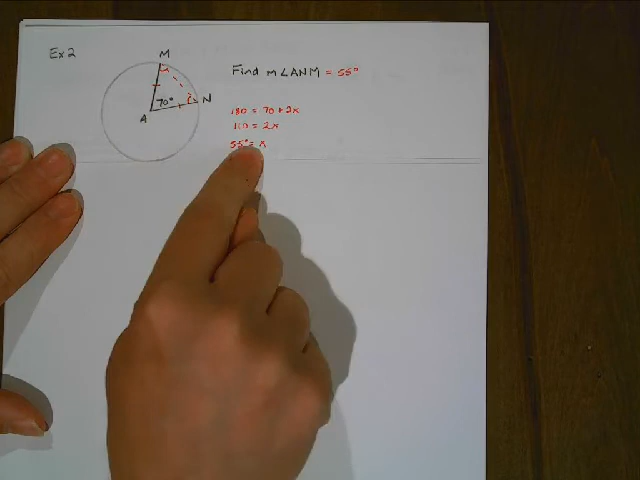 Ex 2
M
Find m∠ANM = 55°
70°
N
A
180 = 70 + 2x
110 = 2x
55° = x